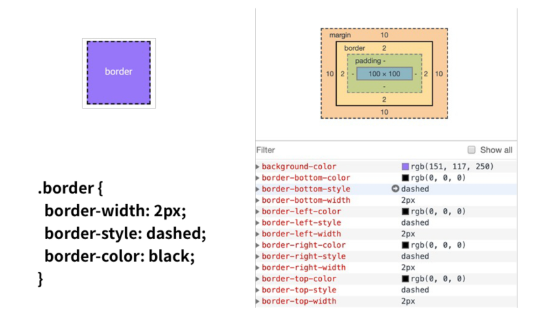 border
.border {
border-width: 2px;
border-style: dashed;
border-color: black;
}
margin 10
border 2
padding -
10 2 - 100 × 100 - 2 10
-
2
10
Filter Show all
background-color rgb(151, 117, 250)
border-bottom-color rgb(0, 0, 0)
border-bottom-style dashed
border-bottom-width 2px
border-left-color rgb(0, 0, 0)
border-left-style dashed
border-left-width 2px
border-right-color rgb(0, 0, 0)
border-right-style dashed
border-right-width 2px
border-top-color rgb(0, 0, 0)
border-top-style dashed
border-top-width 2px